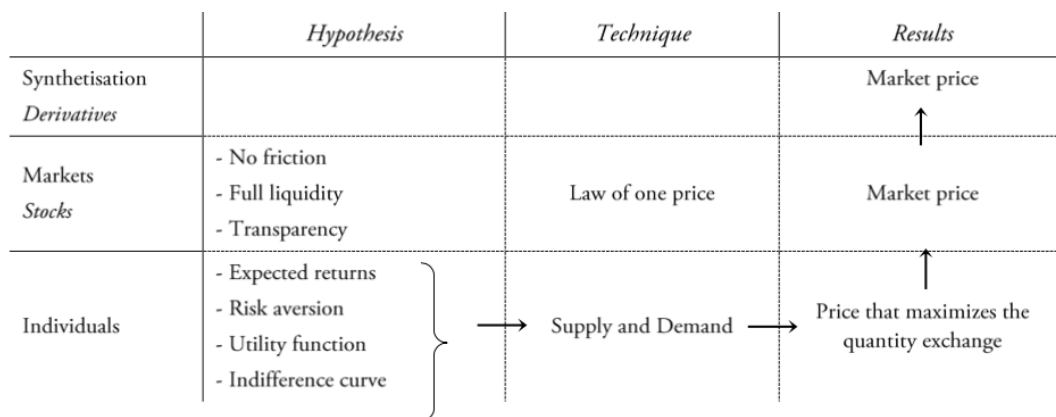 Hypothesis Technique Results
Synthetisation
Derivatives
Market price
Markets
Stocks
- No friction
- Full liquidity
- Transparency
Law of one price
Market price
Individuals
- Expected returns
- Risk aversion
- Utility function
- Indifference curve
Supply and Demand
Price that maximizes the
quantity exchange